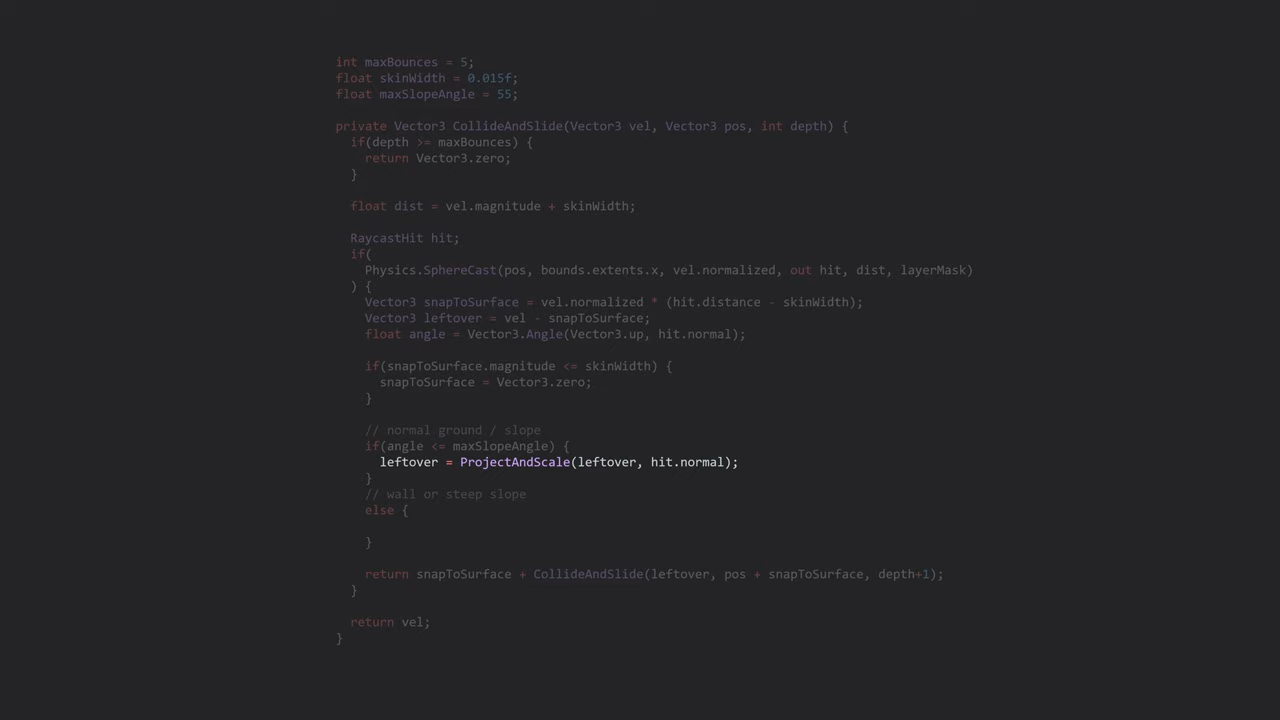 int maxBounces = 5;
float skinWidth = 0.015f;
float maxSlopeAngle = 55;
private Vector3 CollideAndSlide(Vector3 vel, Vector3 pos, int depth) {
if(depth >= maxBounces) {
return Vector3.zero;
}
float dist = vel.magnitude + skinWidth;
RaycastHit hit;
if(
Physics.SphereCast(pos, bounds.extents.x, vel.normalized, out hit, dist, layerMask)
) {
Vector3 snapToSurface = vel.normalized * (hit.distance - skinWidth);
Vector3 leftover = vel - snapToSurface;
float angle = Vector3.Angle(Vector3.up, hit.normal);
if(snapToSurface.magnitude <= skinWidth) {
snapToSurface = Vector3.zero;
}
// normal ground / slope
if(angle <= maxSlopeAngle) {
leftover = ProjectAndScale(leftover, hit.normal);
}
// wall or steep slope
else {
}
return snapToSurface + CollideAndSlide(leftover, pos + snapToSurface, depth+1);
}
return vel;
}